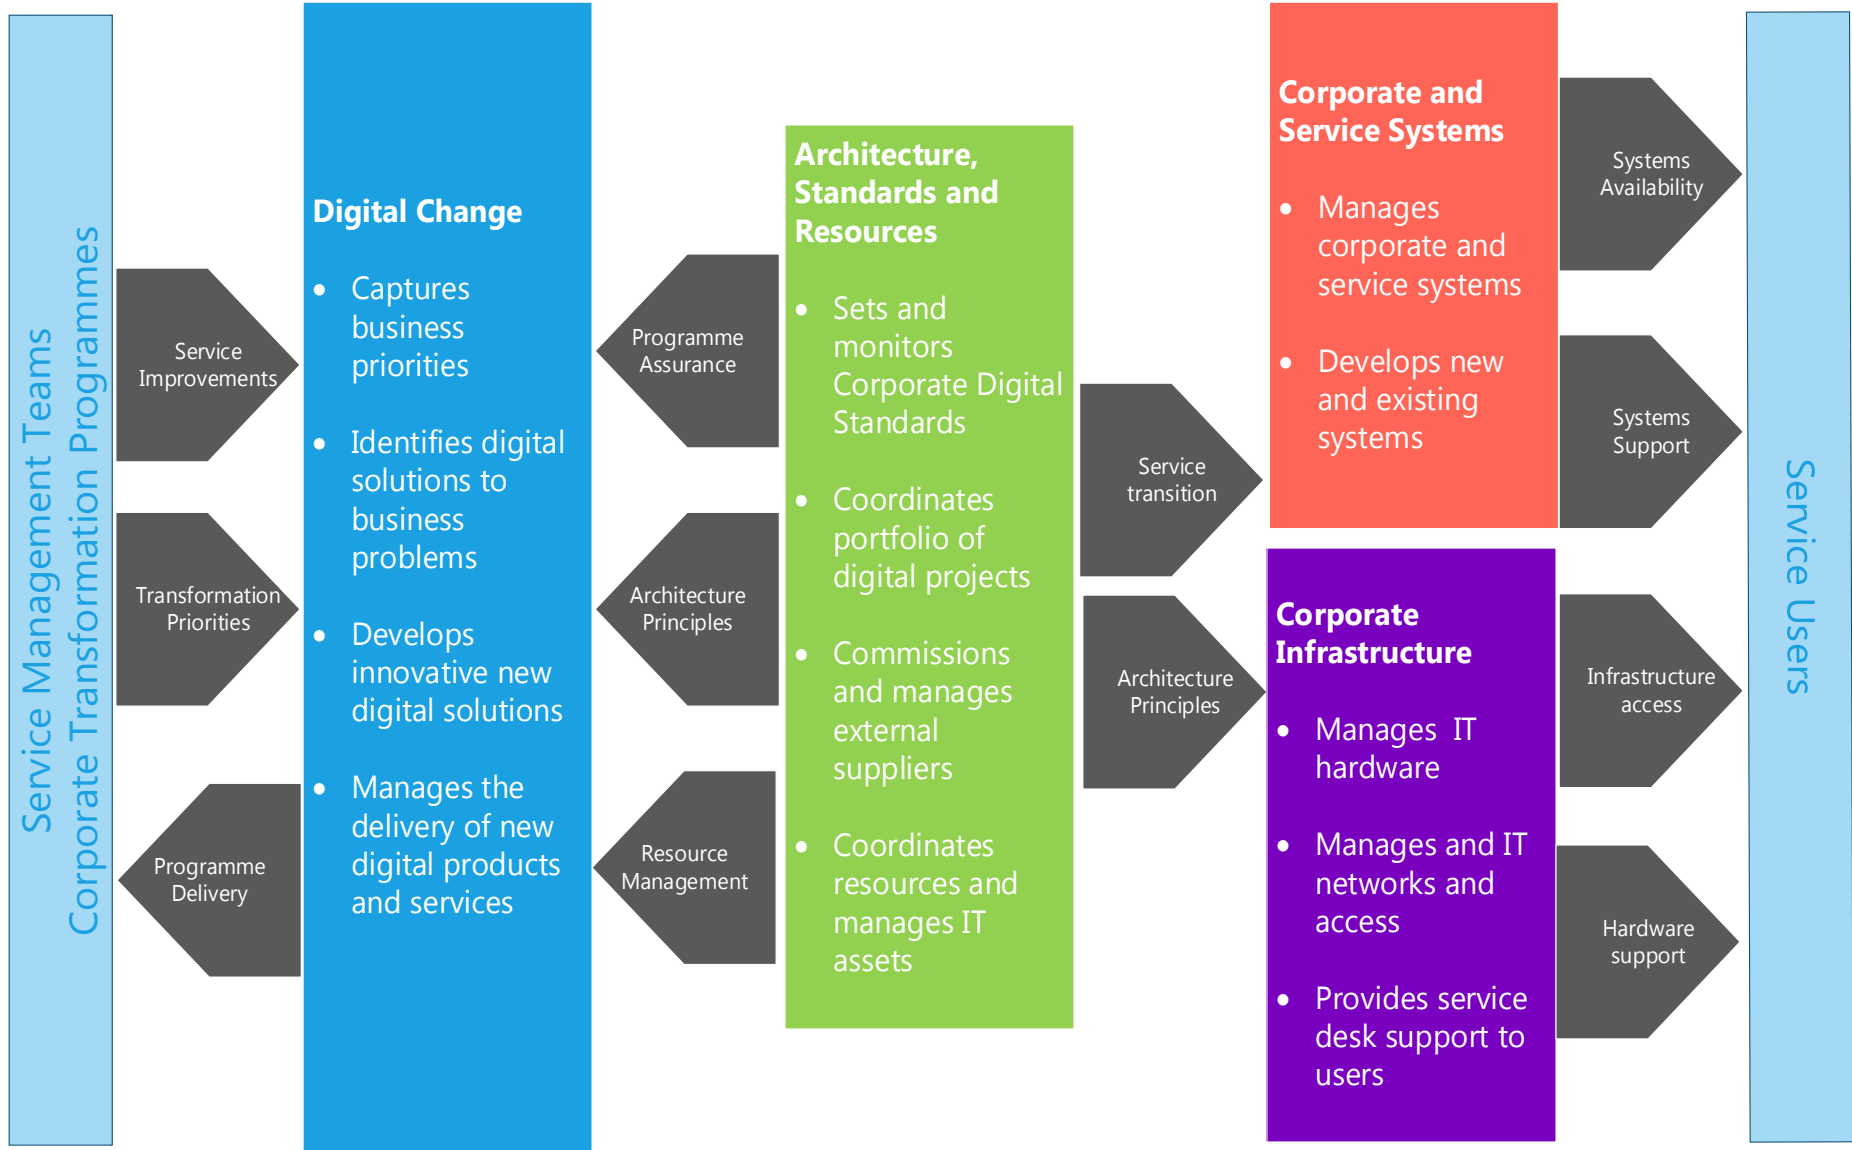 Service Management Teams
Corporate Transformation Programmes
Service
Improvements
Transformation
Priorities
Programme
Delivery
Digital Change
• Captures
business
priorities
• Identifies digital
solutions to
business
problems
• Develops
innovative new
digital solutions
• Manages the
delivery of new
digital products
and services
Programme
Assurance
Architecture
Principles
Resource
Management
Architecture,
Standards and
Resources
• Sets and
monitors
Corporate Digital
Standards
• Coordinates
portfolio of
digital projects
• Commissions
and manages
external
suppliers
• Coordinates
resources and
manages IT
assets
Service
transition
Architecture
Principles
Corporate and
Service Systems
• Manages
corporate and
service systems
• Develops new
and existing
systems
Corporate
Infrastructure
• Manages IT
hardware
• Manages and IT
networks and
access
• Provides service
desk support to
users
Systems
Availability
Systems
Support
Infrastructure
access
Hardware
support
Service Users